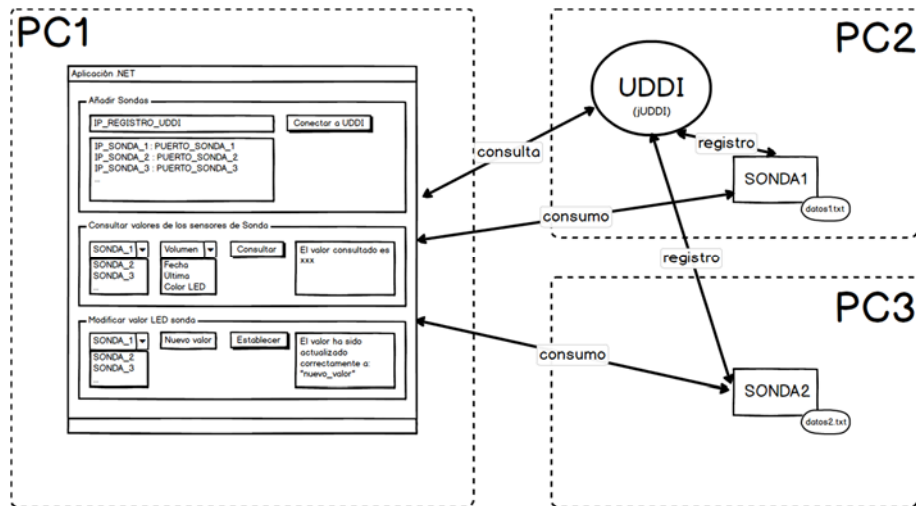 PC1
Aplicación .NET
Añadir Sondas
IP_REGISTRO_UDDI
Conectar a UDDI
IP_SONDA_1 : PUERTO_SONDA_1
IP_SONDA_2 : PUERTO_SONDA_2
IP_SONDA_3 : PUERTO_SONDA_3
...
Consultar valores de los sensores de Sonda
SONDA_1
SONDA_2
SONDA_3
...
Volumen
Fecha
Ultima
Color LED
Consultar
El valor consultado es
xxx
Modificar valor LED sonda
SONDA_1
SONDA_2
SONDA_3
...
Nuevo valor
Establecer
El valor ha sido
actualizado
correctamente a:
"nuevo_valor"
consulta
consumo
consumo
PC2
UDDI
(jUDDI)
registro
SONDA1
datos1.txt
registro
PC3
SONDA2
datos2.txt